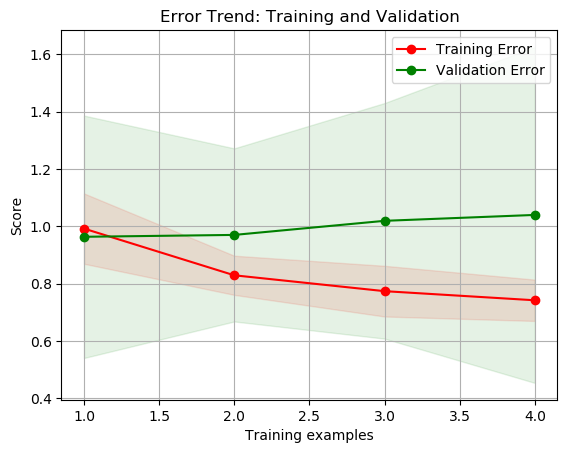 Error Trend: Training and Validation
Training Error
Validation Error
Score
1.6
1.4
1.2
1.0
0.8
0.6
0.4
1.0 1.5 2.0 2.5 3.0 3.5 4.0
Training examples